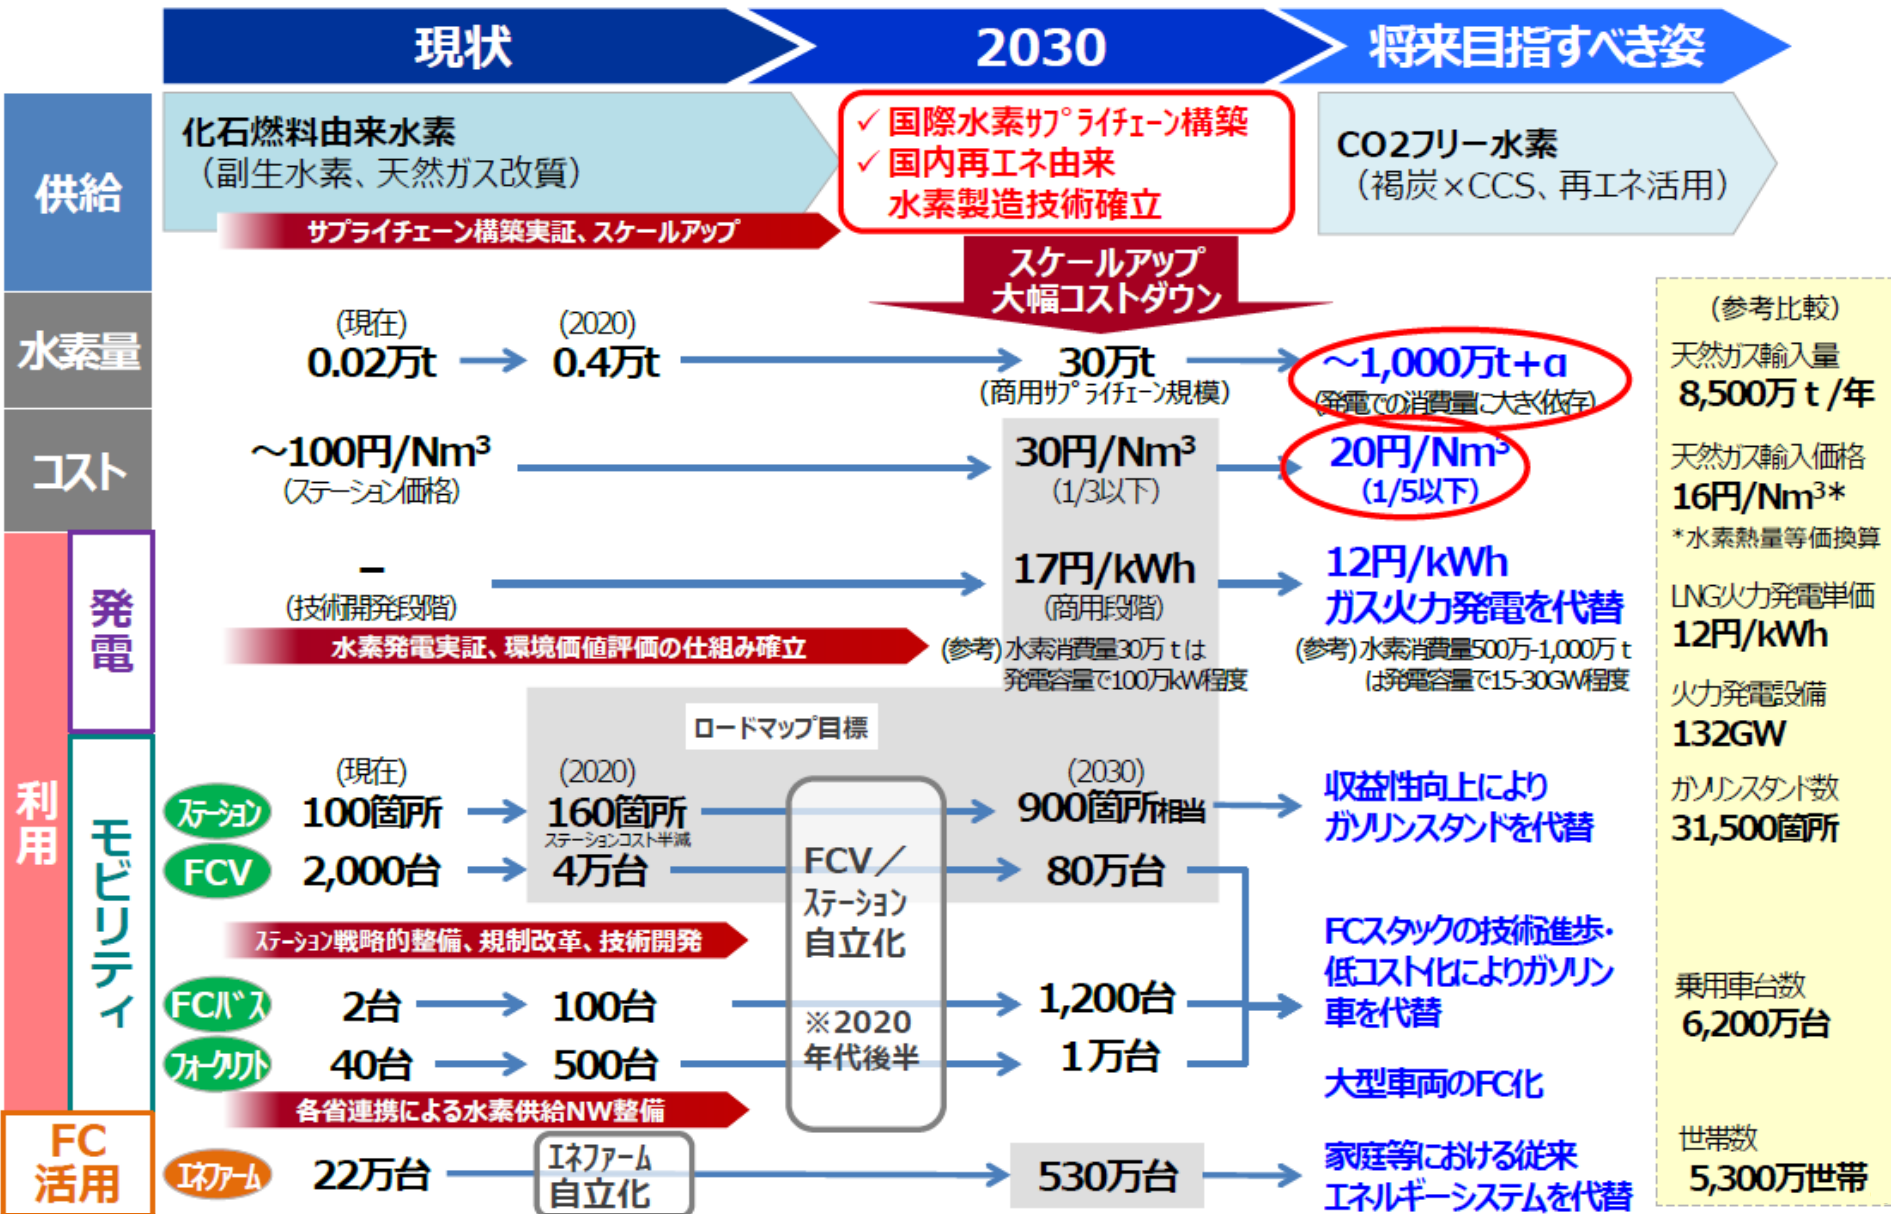 現状
2030
将来目指すべき姿
供給
化石燃料由来水素
（副生水素、天然ガス改質）
サプライチェーン構築実証、スケールアップ
✓ 国際水素ｻﾌﾟﾗｲﾁｪｰﾝ構築
✓ 国内再エネ由来
水素製造技術確立
CO2フリー水素
（褐炭×CCS、再エネ活用）
スケールアップ
大幅コストダウン
水素量
(現在)
0.02万t
(2020)
0.4万t
30万t
(商用ｻﾌﾟﾗｲﾁｪｰﾝ規模)
～1,000万t+α
(発電での消費量に大きく依存)
コスト
～100円/Nm³
(ステーション価格)
30円/Nm³
(1/3以下)
20円/Nm³
(1/5以下)
利用
発電
－
(技術開発段階)
17円/kWh
(商用段階)
12円/kWh
ガス火力発電を代替
水素発電実証、環境価値評価の仕組み確立
(参考) 水素消費量30万ｔは
発電容量で100万kW程度
(参考) 水素消費量500万-1,000万ｔ
は発電容量で15-30GW程度
ロードマップ目標
モビリティ
ｽﾃｰｼｮﾝ
(現在)
100箇所
(2020)
160箇所
ステーションコスト半減
(2030)
900箇所相当
収益性向上により
ガソリンスタンドを代替
FCV
2,000台
4万台
80万台
FCV／
ｽﾃｰｼｮﾝ
自立化
※2020
年代後半
ｽﾃｰｼｮﾝ戦略的整備、規制改革、技術開発
FCスタックの技術進歩・
低コスト化によりガソリン
車を代替
FCﾊﾞｽ
2台
100台
1,200台
ﾌｫｰｸﾘﾌﾄ
40台
500台
1万台
大型車両のFC化
各省連携による水素供給NW整備
FC
活用
ｴﾈﾌｧｰﾑ
22万台
ｴﾈﾌｧｰﾑ
自立化
530万台
家庭等における従来
エネルギーシステムを代替
(参考比較)
天然ガス輸入量
8,500万ｔ/年
天然ガス輸入価格
16円/Nm³*
*水素熱量等価換算
LNG火力発電単価
12円/kWh
火力発電設備
132GW
ガソリンスタンド数
31,500箇所
乗用車台数
6,200万台
世帯数
5,300万世帯